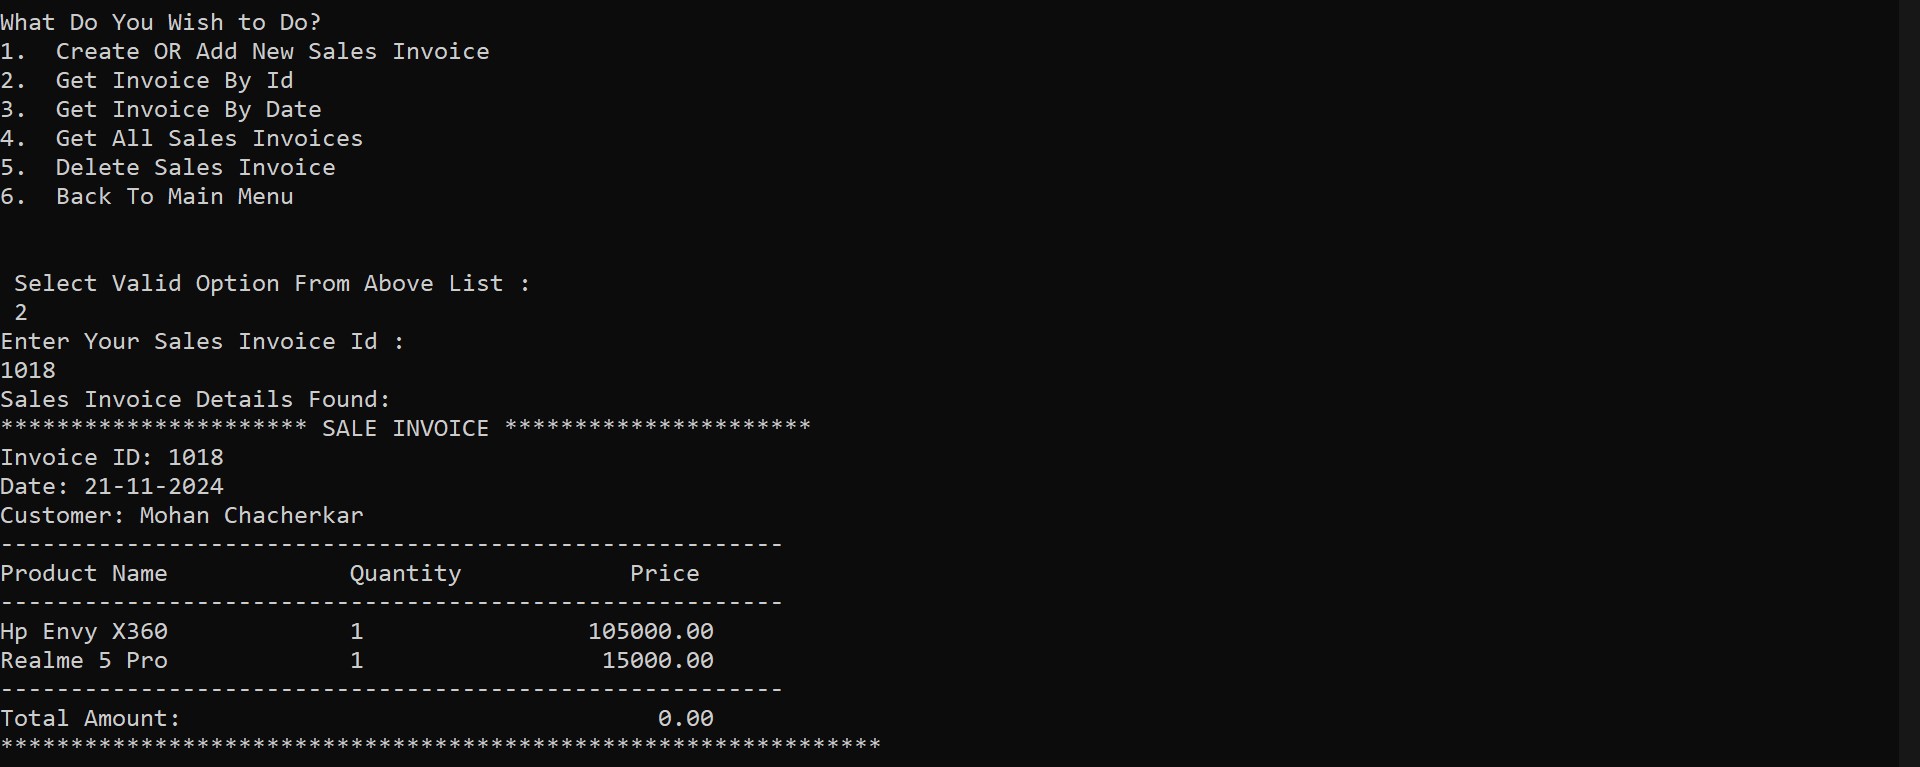 What Do You Wish to Do?
1.  Create OR Add New Sales Invoice
2.  Get Invoice By Id
3.  Get Invoice By Date
4.  Get All Sales Invoices
5.  Delete Sales Invoice
6.  Back To Main Menu
Select Valid Option From Above List :
2
Enter Your Sales Invoice Id :
1018
Sales Invoice Details Found:
********************** SALE INVOICE **********************
Invoice ID: 1018
Date: 21-11-2024
Customer: Mohan Chacherkar
--------------------------------------------------------
Product Name             Quantity            Price
--------------------------------------------------------
Hp Envy X360             1                105000.00
Realme 5 Pro             1                 15000.00
--------------------------------------------------------
Total Amount:                                  0.00
***************************************************************